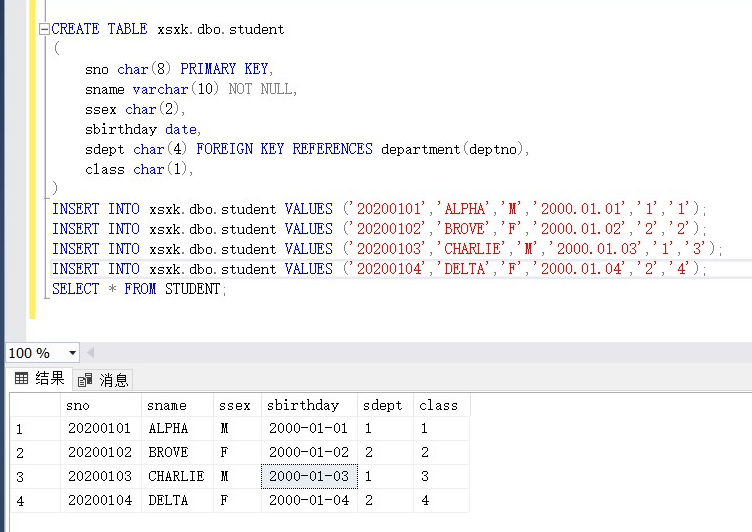 CREATE TABLE xsxk.dbo.student
(
sno char(8) PRIMARY KEY,
sname varchar(10) NOT NULL,
ssex char(2),
sbirthday date,
sdept char(4) FOREIGN KEY REFERENCES department(deptno),
class char(1),
)
INSERT INTO xsxk.dbo.student VALUES ('20200101','ALPHA','M','2000.01.01','1','1');
INSERT INTO xsxk.dbo.student VALUES ('20200102','BROVE','F','2000.01.02','2','2');
INSERT INTO xsxk.dbo.student VALUES ('20200103','CHARLIE','M','2000.01.03','1','3');
INSERT INTO xsxk.dbo.student VALUES ('20200104','DELTA','F','2000.01.04','2','4');
SELECT * FROM STUDENT;
100 %
结果 消息
sno sname ssex sbirthday sdept class
1 20200101 ALPHA M 2000-01-01 1 1
2 20200102 BROVE F 2000-01-02 2 2
3 20200103 CHARLIE M 2000-01-03 1 3
4 20200104 DELTA F 2000-01-04 2 4